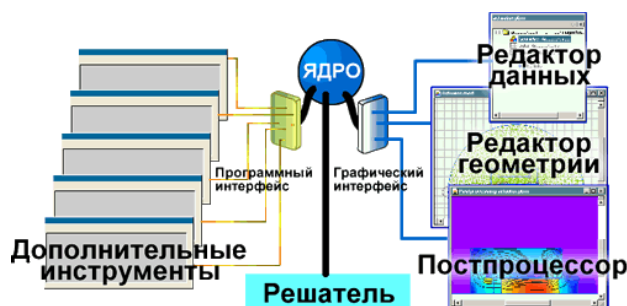 ЯДРО
Редактор
данных
Редактор
геометрии
Программный
интерфейс
Графический
интерфейс
Дополнительные
инструменты
Постпроцессор
Решатель